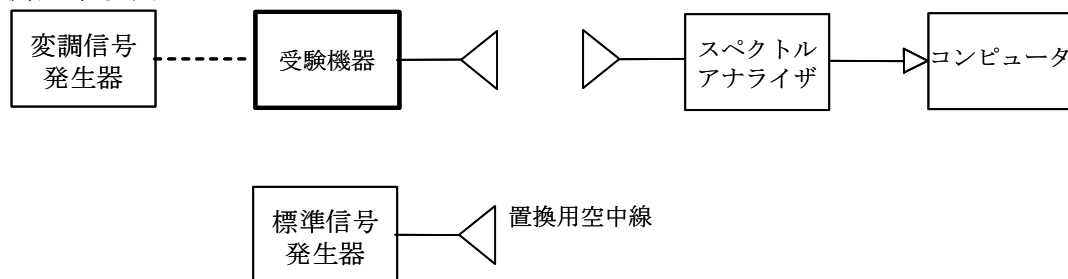 変調信号
発生器
受験機器
スペクトル
アナライザ
コンピュータ
標準信号
発生器
置換用空中線